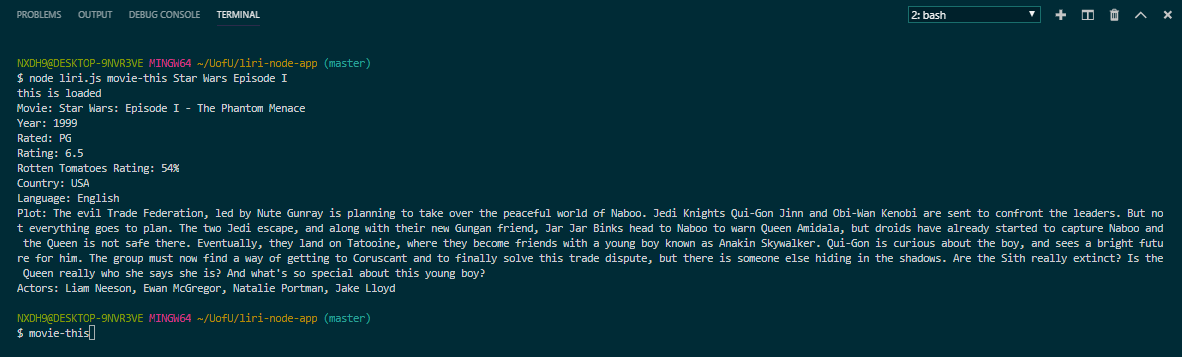 PROBLEMS OUTPUT DEBUG CONSOLE TERMINAL 2: bash
NXDH9@DESKTOP-9NVR3VE MINGW64 ~/UofU/liri-node-app (master)
$ node liri.js movie-this Star Wars Episode I
this is loaded
Movie: Star Wars: Episode I - The Phantom Menace
Year: 1999
Rated: PG
Rating: 6.5
Rotten Tomatoes Rating: 54%
Country: USA
Language: English
Plot: The evil Trade Federation, led by Nute Gunray is planning to take over the peaceful world of Naboo. Jedi Knights Qui-Gon Jinn and Obi-Wan Kenobi are sent to confront the leaders. But no
t everything goes to plan. The two Jedi escape, and along with their new Gungan friend, Jar Jar Binks head to Naboo to warn Queen Amidala, but droids have already started to capture Naboo and
the Queen is not safe there. Eventually, they land on Tatooine, where they become friends with a young boy known as Anakin Skywalker. Qui-Gon is curious about the boy, and sees a bright futu
re for him. The group must now find a way of getting to Coruscant and to finally solve this trade dispute, but there is someone else hiding in the shadows. Are the Sith really extinct? Is the
Queen really who she says she is? And what's so special about this young boy?
Actors: Liam Neeson, Ewan McGregor, Natalie Portman, Jake Lloyd
NXDH9@DESKTOP-9NVR3VE MINGW64 ~/UofU/liri-node-app (master)
$ movie-this